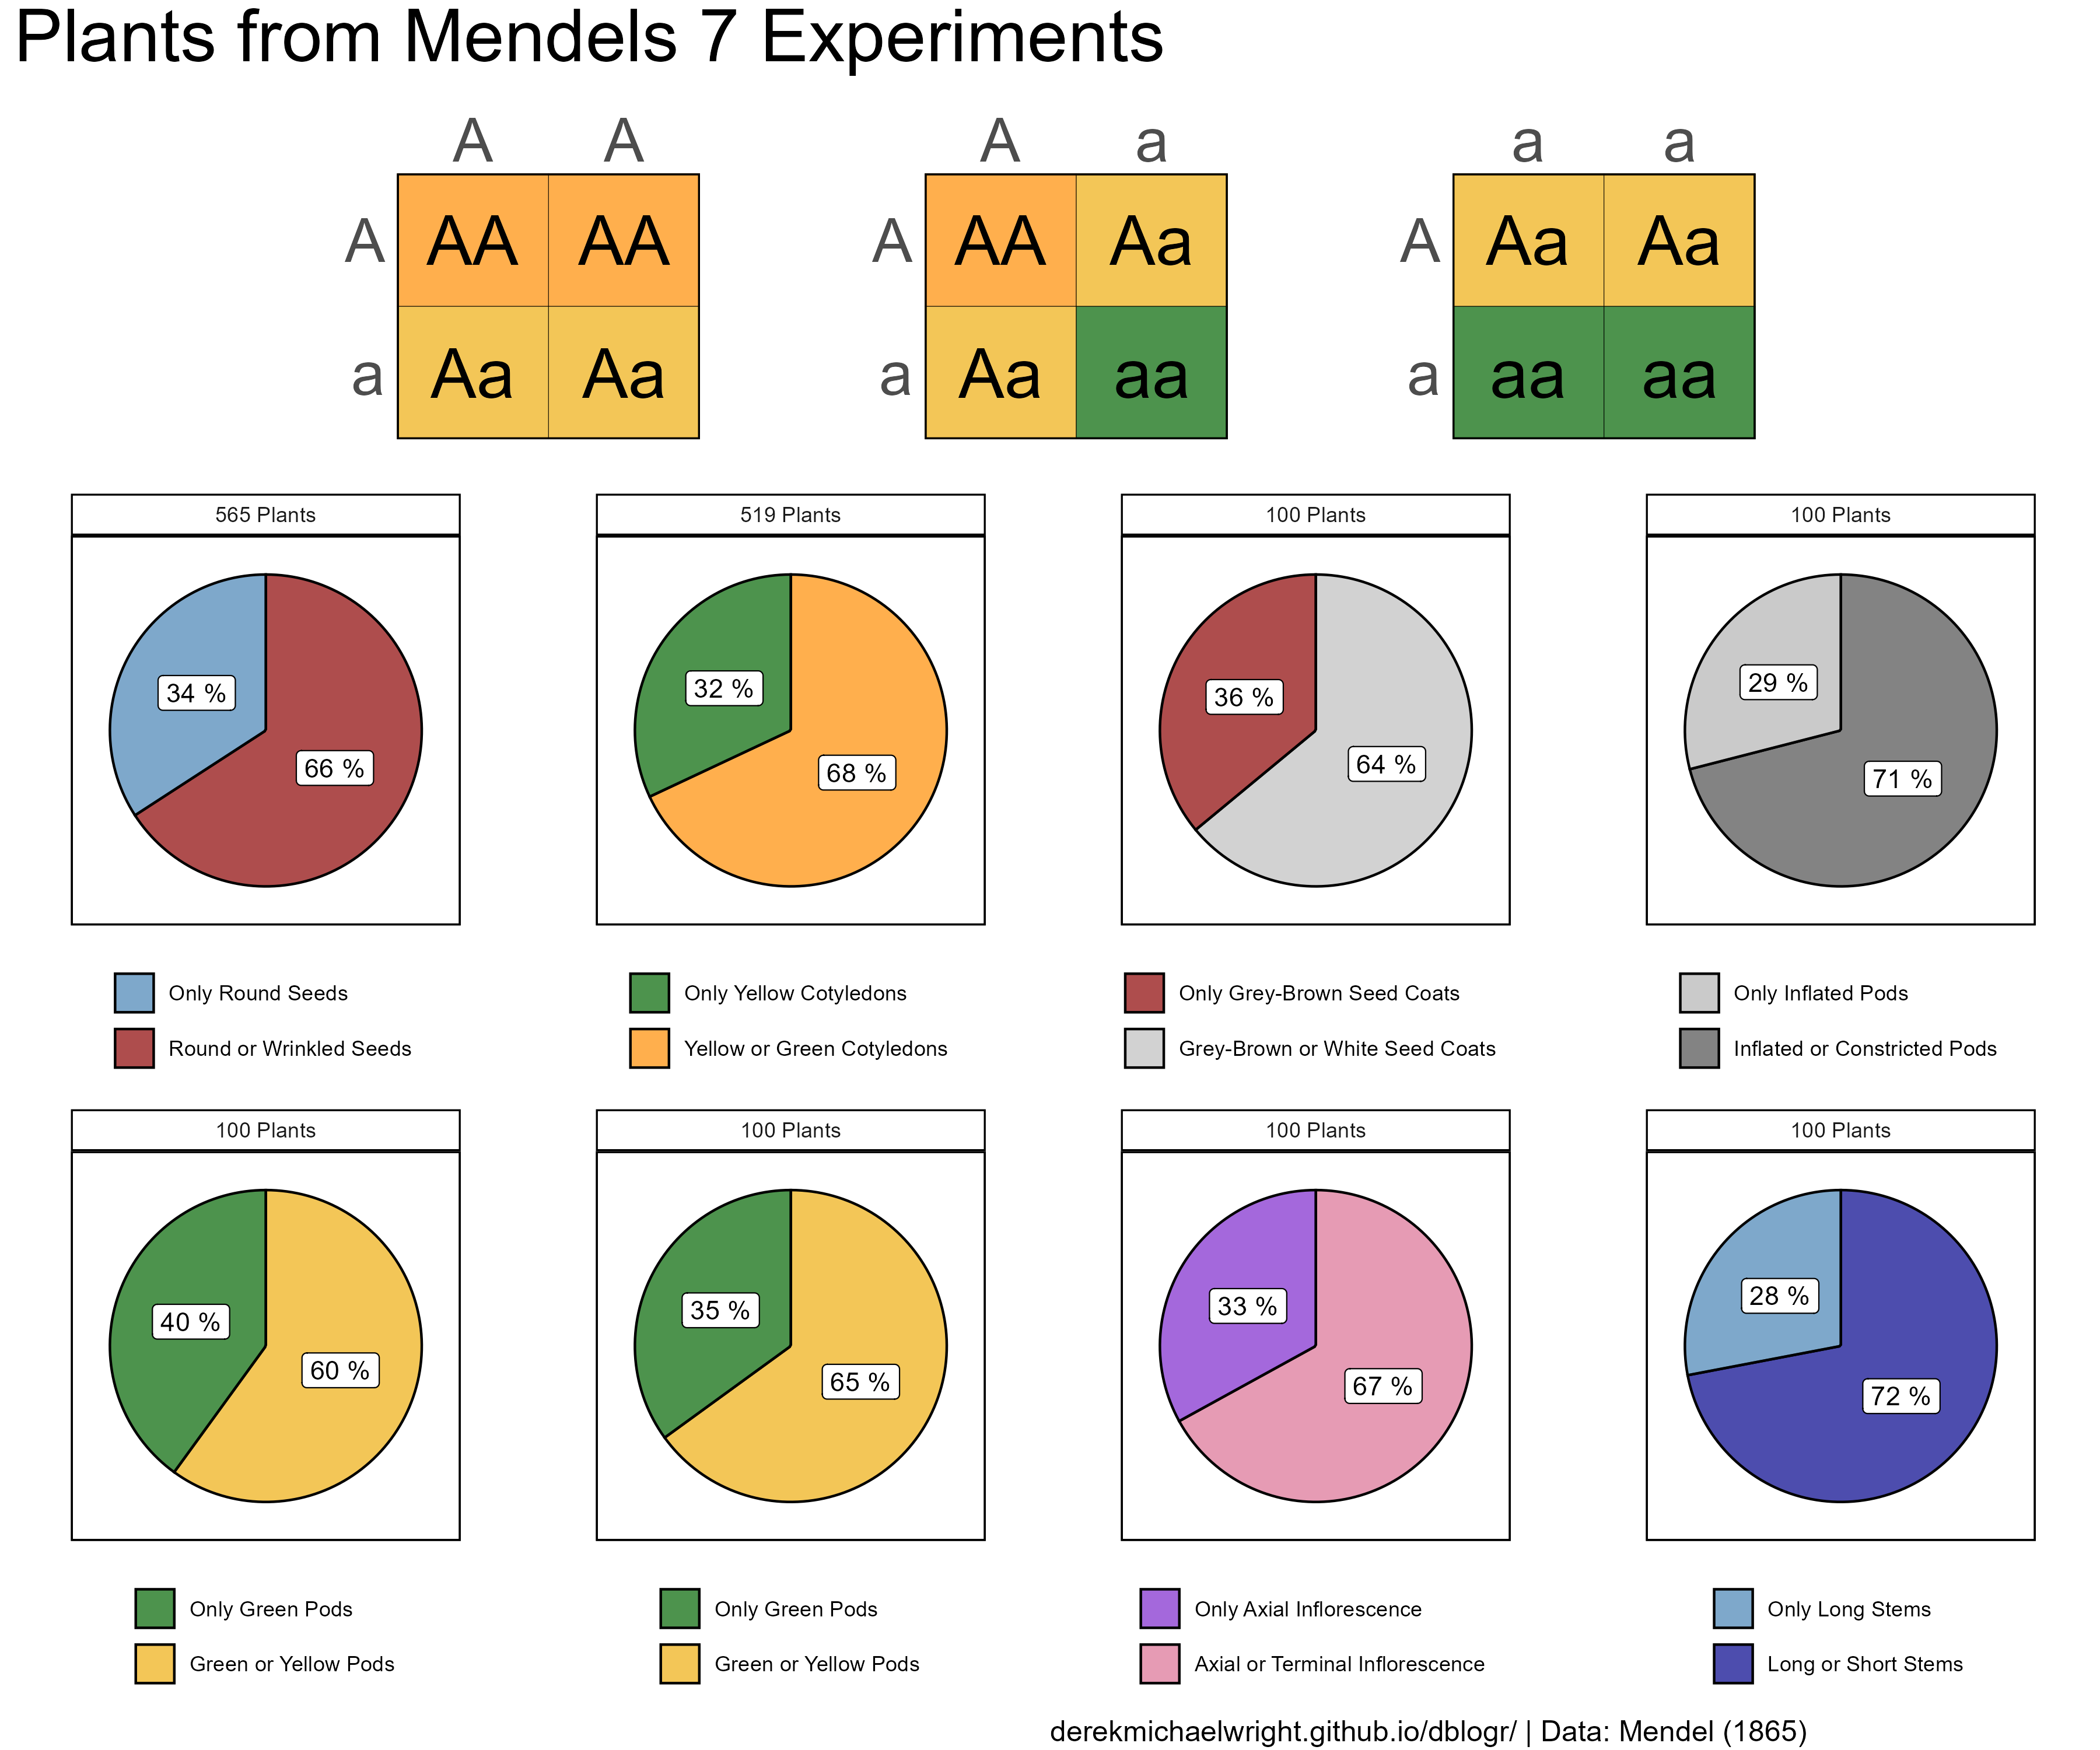 Plants from Mendels 7 Experiments
A A
A AA AA
a Aa Aa
A a
A AA Aa
a Aa aa
a a
A Aa Aa
a aa aa
565 Plants
34 %
66 %
Only Round Seeds
Round or Wrinkled Seeds
519 Plants
32 %
68 %
Only Yellow Cotyledons
Yellow or Green Cotyledons
100 Plants
36 %
64 %
Only Grey-Brown Seed Coats
Grey-Brown or White Seed Coats
100 Plants
29 %
71 %
Only Inflated Pods
Inflated or Constricted Pods
100 Plants
40 %
60 %
Only Green Pods
Green or Yellow Pods
100 Plants
35 %
65 %
Only Green Pods
Green or Yellow Pods
100 Plants
33 %
67 %
Only Axial Inflorescence
Axial or Terminal Inflorescence
100 Plants
28 %
72 %
Only Long Stems
Long or Short Stems
derekmichaelwright.github.io/dblogr/ | Data: Mendel (1865)